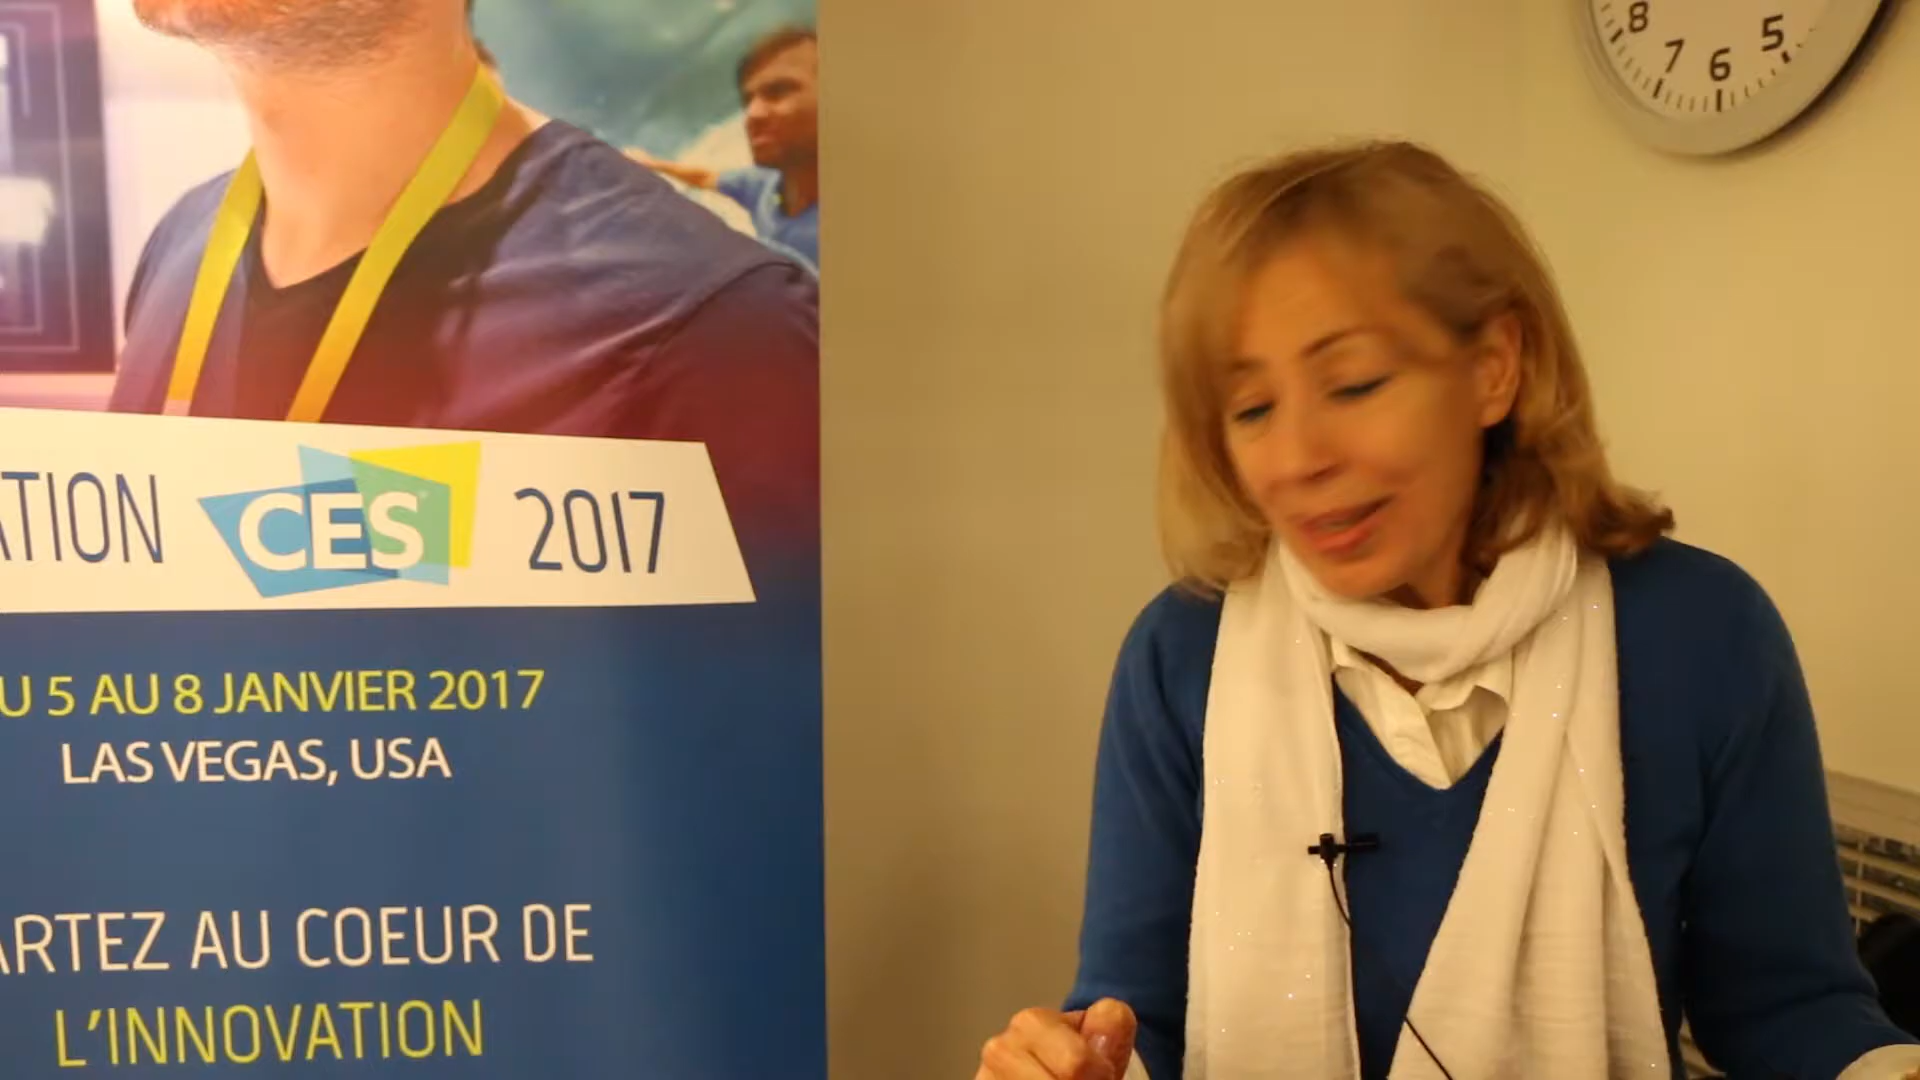 8 7 6 5
ATION CES 2017
U 5 AU 8 JANVIER 2017
LAS VEGAS, USA
ARTEZ AU COEUR DE
L'INNOVATION